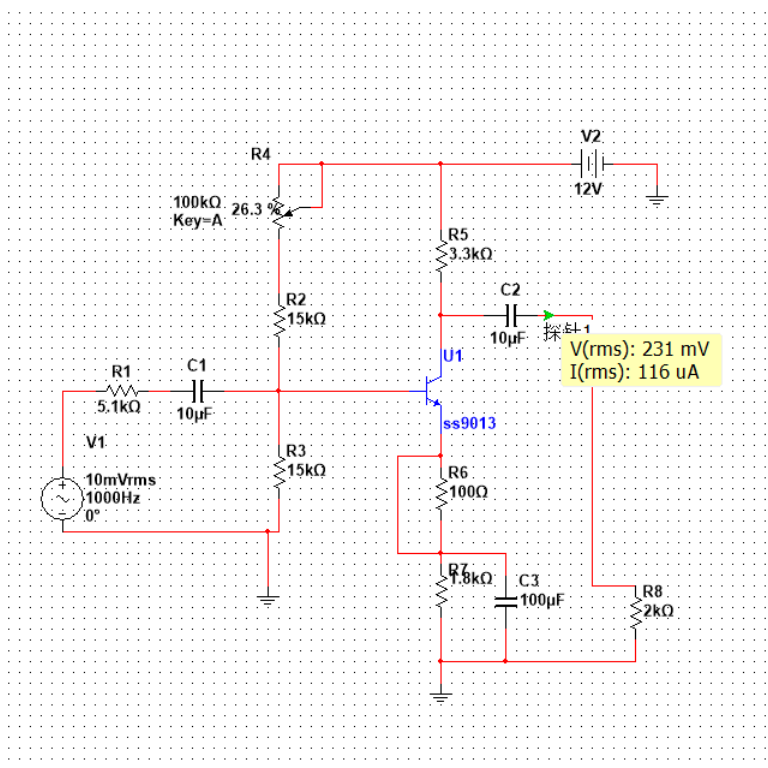 V2
12V
R4
100kΩ
Key=A
26.3 %
R5
3.3kΩ
R2
15kΩ
C2
10µF
探针1
V(rms): 231 mV
I(rms): 116 uA
U1
ss9013
R1
5.1kΩ
C1
10µF
V1
10mVrms
1000Hz
0°
R3
15kΩ
R6
100Ω
R7
1.8kΩ
C3
100µF
R8
2kΩ